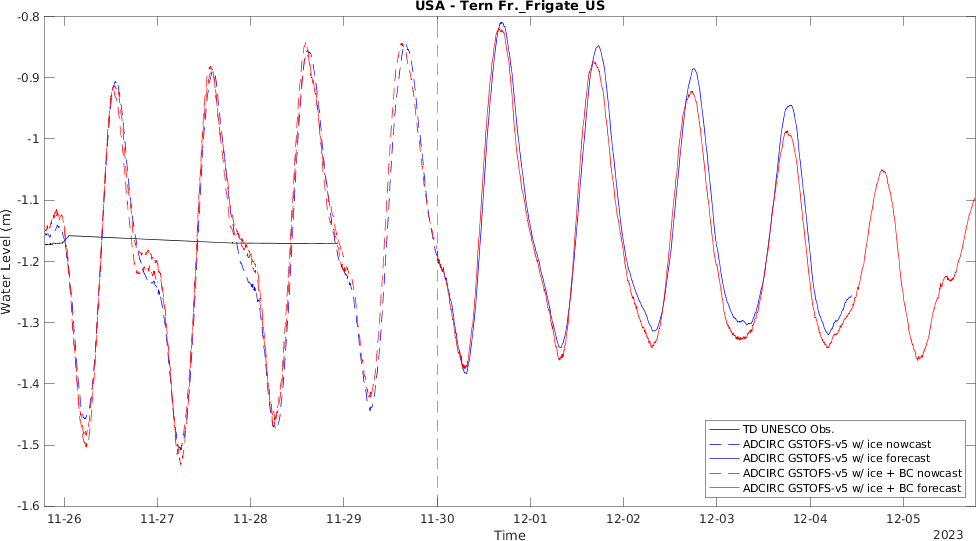 USA - Tern Fr._Frigate_US
Water Level (m)
-0.8
-0.9
-1
-1.1
-1.2
-1.3
-1.4
-1.5
-1.6
TD UNESCO Obs.
ADCIRC GSTOFS-v5 w/ ice nowcast
ADCIRC GSTOFS-v5 w/ ice forecast
ADCIRC GSTOFS-v5 w/ ice + BC nowcast
ADCIRC GSTOFS-v5 w/ ice + BC forecast
11-26 11-27 11-28 11-29 11-30 12-01 12-02 12-03 12-04 12-05
Time
2023